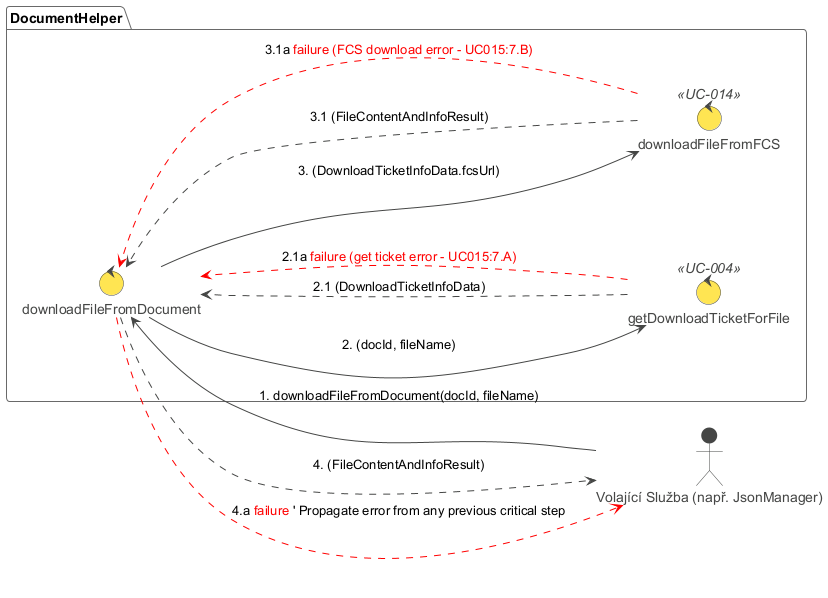 DocumentHelper
3.1a failure (FCS download error - UC015:7.B)
«UC-014»
3.1 (FileContentAndInfoResult)
downloadFileFromFCS
3. (DownloadTicketInfoData.fcsUrl)
2.1a failure (get ticket error - UC015:7.A)
«UC-004»
2.1 (DownloadTicketInfoData)
downloadFileFromDocument
getDownloadTicketForFile
2. (docId, fileName)
1. downloadFileFromDocument(docId, fileName)
4. (FileContentAndInfoResult)
Volající Služba (např. JsonManager)
4.a failure ' Propagate error from any previous critical step